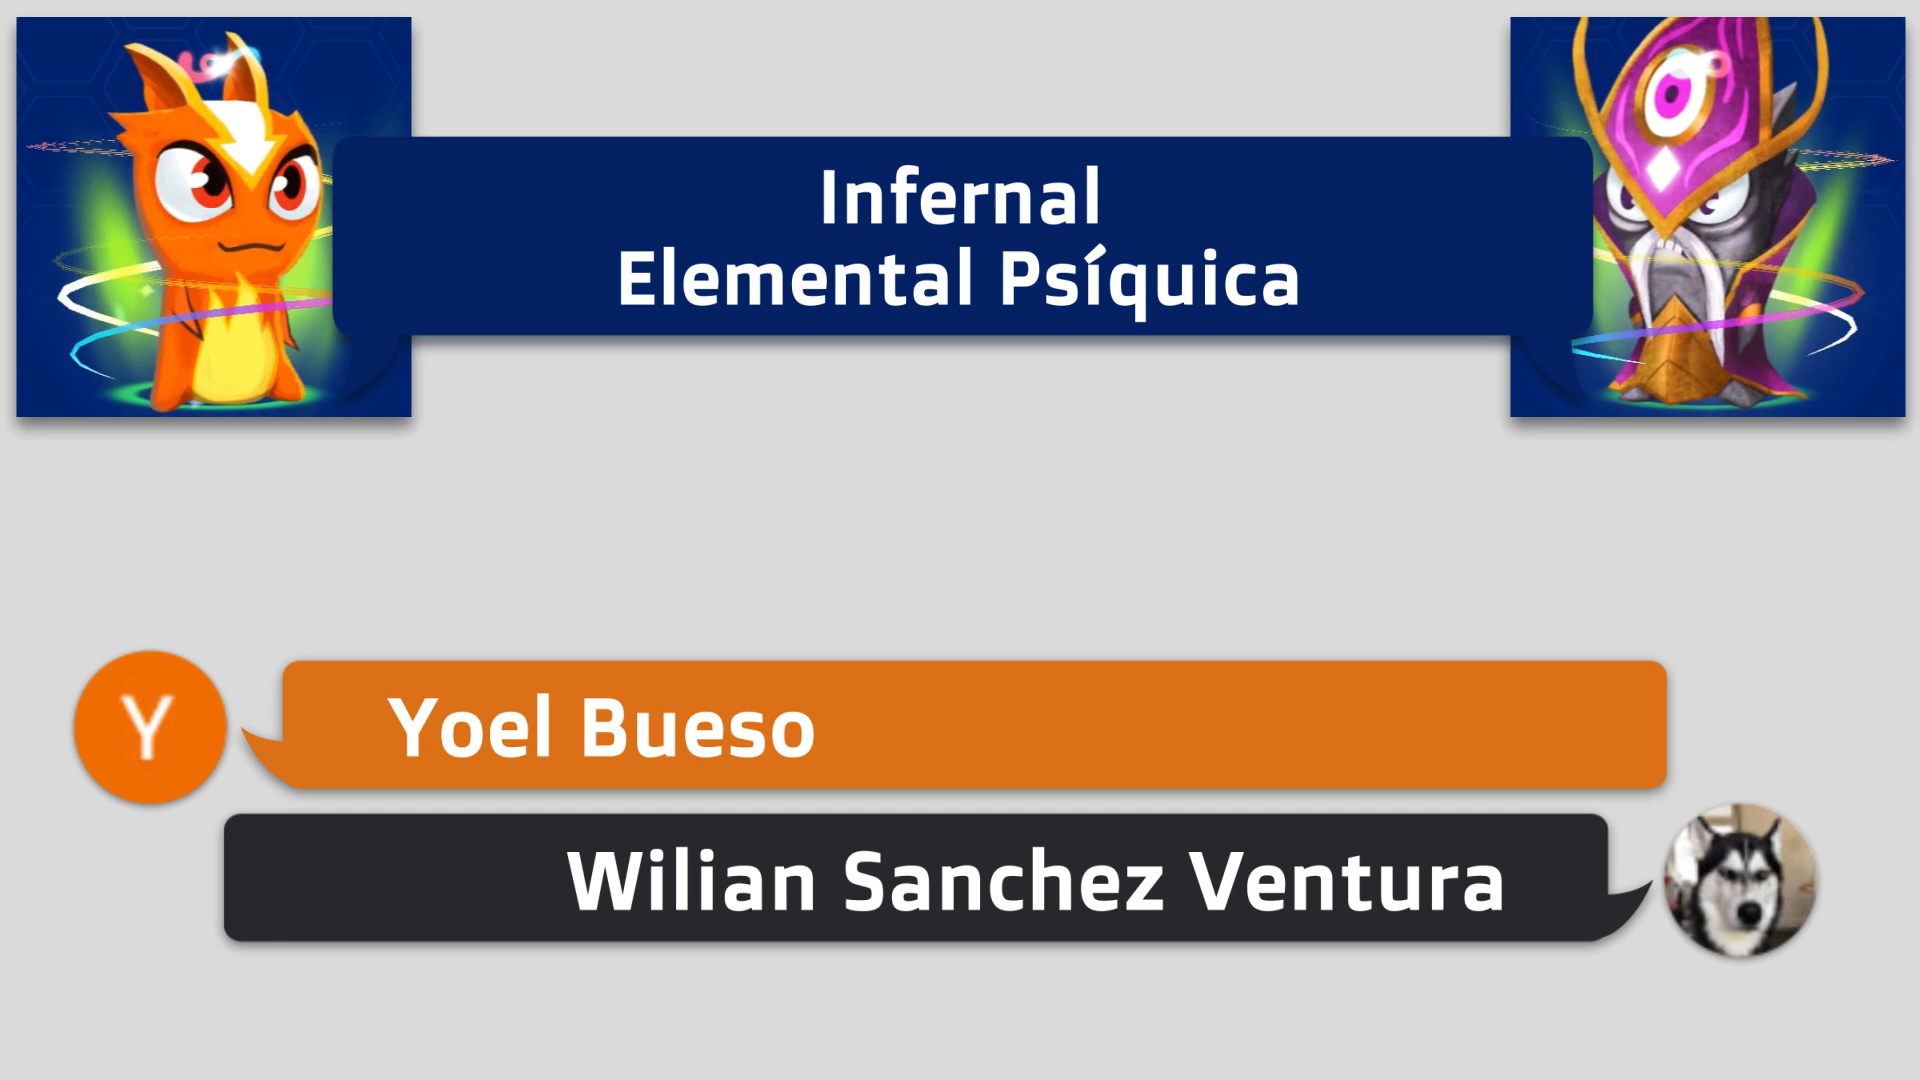 Infernal
Elemental Psíquica
Y
Yoel Bueso
Wilian Sanchez Ventura